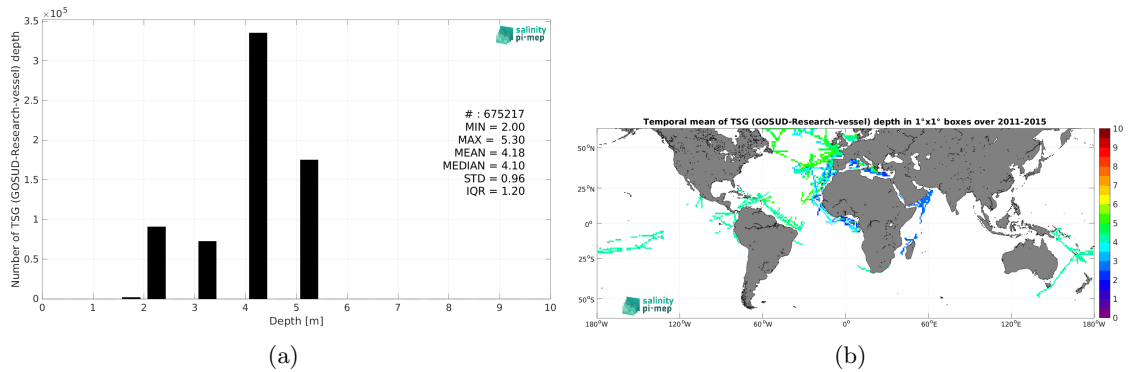 ×10⁵
3.5
3
2.5
2
1.5
1
0.5
0
Number of TSG (GOSUD-Research-vessel) depth
salinity
pi-mep
# : 675217
MIN = 2.00
MAX = 5.30
MEAN = 4.18
MEDIAN = 4.10
STD = 0.96
IQR = 1.20
0 1 2 3 4 5 6 7 8 9 10
Depth [m]
(a)
Temporal mean of TSG (GOSUD-Research-vessel) depth in 1°x1° boxes over 2011-2015
50°N
25°N
0°
25°S
50°S
salinity
pi-mep
180°W 120°W 60°W 0° 60°E 120°E 180°E
10
9
8
7
6
5
4
3
2
1
0
(b)